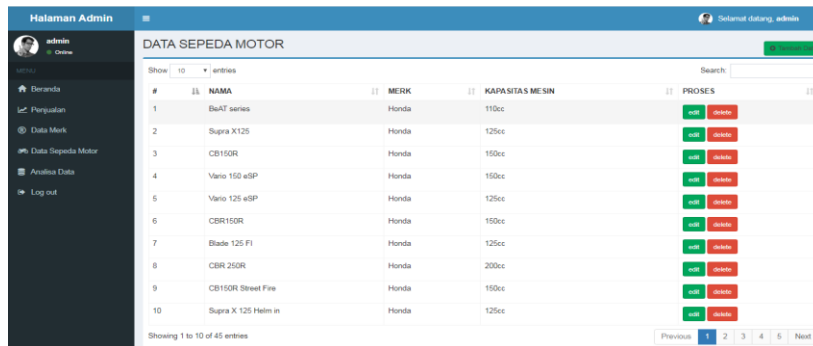 Halaman Admin
Selamat datang, admin
admin
Online
MENU
Beranda
Penjualan
Data Merk
Data Sepeda Motor
Analisa Data
Log out
DATA SEPEDA MOTOR
Show 10 entries
Search:
# NAMA MERK KAPASITAS MESIN PROSES
1 BeAT series Honda 110cc edit delete
2 Supra X125 Honda 125cc edit delete
3 CB150R Honda 150cc edit delete
4 Vario 150 eSP Honda 150cc edit delete
5 Vario 125 eSP Honda 125cc edit delete
6 CBR150R Honda 150cc edit delete
7 Blade 125 FI Honda 125cc edit delete
8 CBR 250R Honda 200cc edit delete
9 CB150R Street Fire Honda 150cc edit delete
10 Supra X 125 Helm in Honda 125cc edit delete
Showing 1 to 10 of 45 entries
Previous 1 2 3 4 5 Next